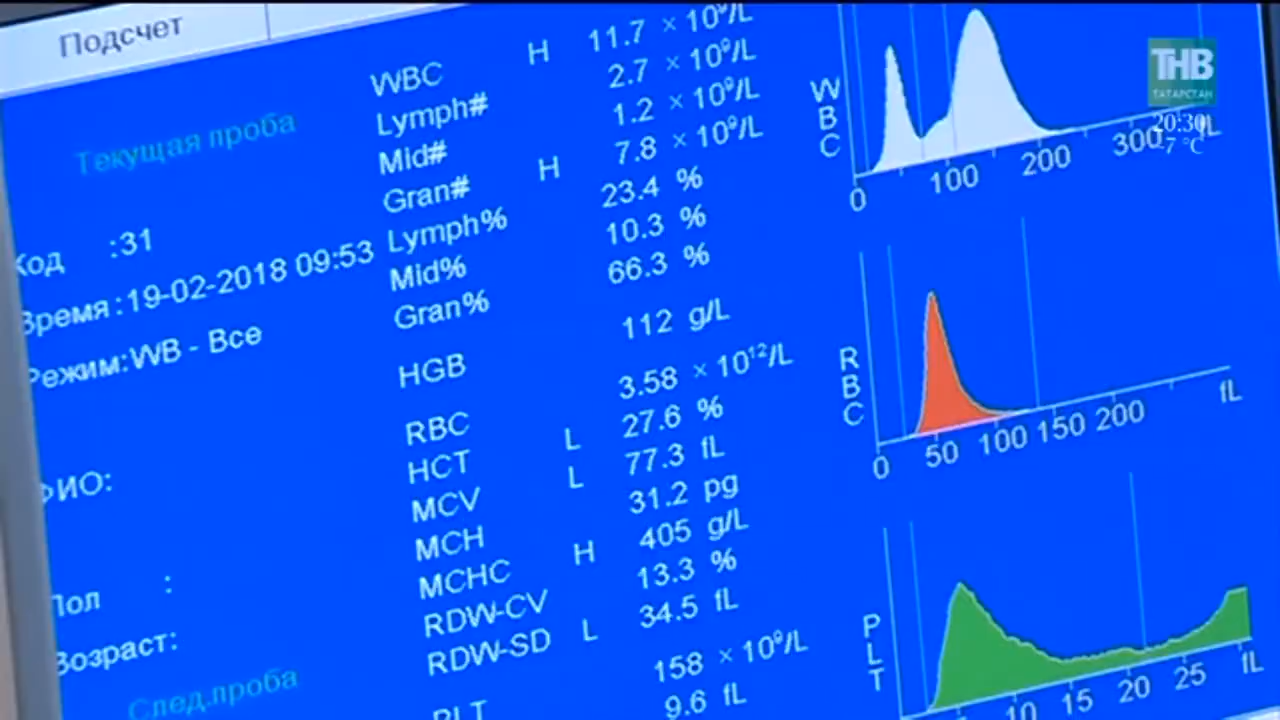 Подсчет
Текущая проба
Код :31
Время:19-02-2018 09:53
Режим:WB - Все
ФИО:
Пол :
Возраст:
След.проба
WBC H 11.7 × 10⁹/L
Lymph# 2.7 × 10⁹/L
Mid# 1.2 × 10⁹/L
Gran# H 7.8 × 10⁹/L
Lymph% 23.4 %
Mid% 10.3 %
Gran% 66.3 %
HGB 112 g/L
RBC 3.58 × 10¹²/L
HCT L 27.6 %
MCV L 77.3 fL
MCH 31.2 pg
MCHC H 405 g/L
RDW-CV 13.3 %
RDW-SD L 34.5 fL
PLT 158 × 10⁹/L
9.6 fL
WBC
0 100 200 300 fL
RBC
0 50 100 150 200 fL
PLT
10 15 20 25 fL
ТНВ
ТАТАРСТАН
20:30
-7 °C